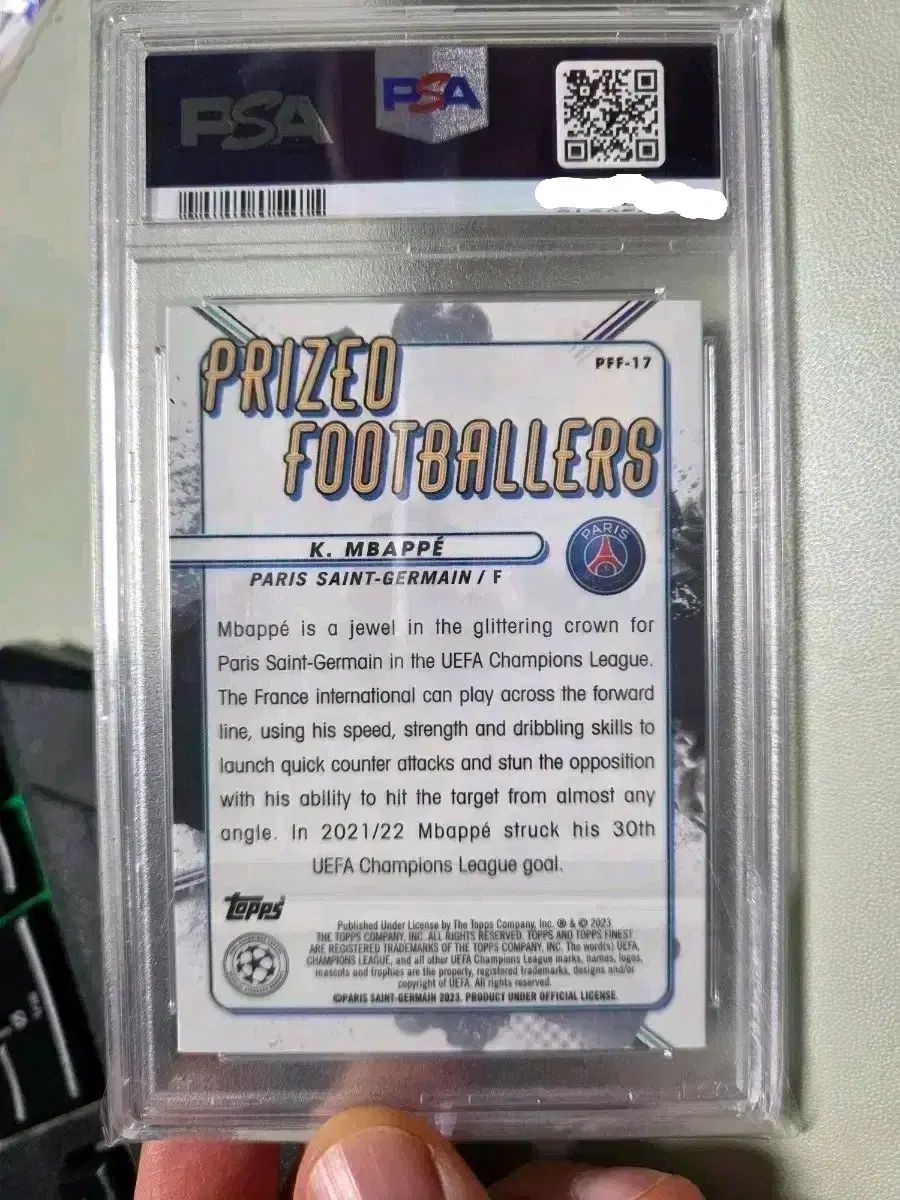 PSA
PSA
PRIZED
FOOTBALLERS
PFF-17
PARIS
K. MBAPPÉ
PARIS SAINT-GERMAIN / F
Mbappé is a jewel in the glittering crown for
Paris Saint-Germain in the UEFA Champions League.
The France international can play across the forward
line, using his speed, strength and dribbling skills to
launch quick counter attacks and stun the opposition
with his ability to hit the target from almost any
angle. In 2021/22 Mbappé struck his 30th
UEFA Champions League goal.
topps
Published Under License by The Topps Company, Inc. ® & © 2023
THE TOPPS COMPANY, INC. ALL RIGHTS RESERVED. TOPPS AND TOPPS FINEST
ARE REGISTERED TRADEMARKS OF THE TOPPS COMPANY, INC. The word(s) UEFA,
CHAMPIONS LEAGUE, and all other UEFA Champions League marks, names, logos,
mascots and trophies are the property, registered trademarks, designs and/or
copyright of UEFA. All rights reserved.
©PARIS SAINT-GERMAIN 2023. PRODUCT UNDER OFFICIAL LICENSE.